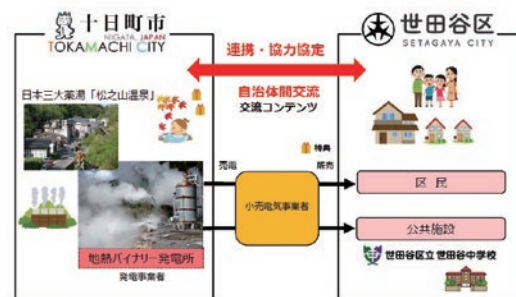 十日町市
NIIGATA, JAPAN
TOKAMACHI CITY
世田谷区
SETAGAYA CITY
連携・協力協定
自治体間交流
交流コンテンツ
日本三大薬湯「松之山温泉」
特典
売電
販売
小売電気事業者
区民
公共施設
地熱バイナリー発電所
発電事業者
世田谷区立世田谷中学校